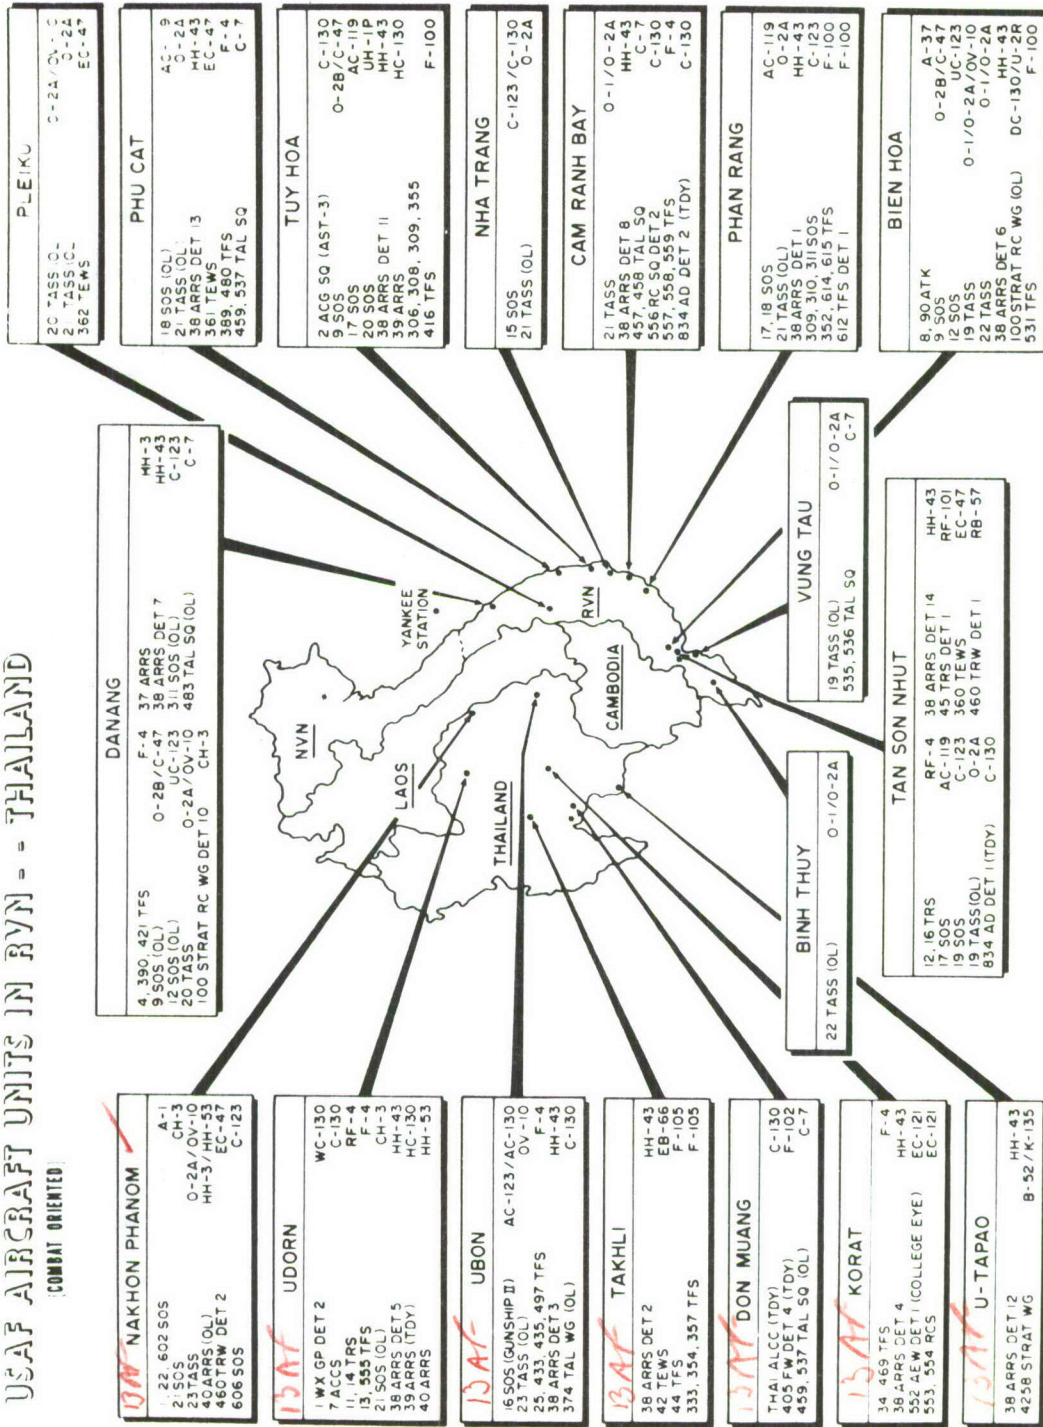 USAF AIRCRAFT UNITS IN RVN - - THAILAND
(COMBAT ORIENTED)
DANANG
4, 390, 421 TFS F-4
9 SOS (OL) O-2B/C-47
12 SOS (OL) UC-123
20 TASS O-2A/OV-10
100 STRAT RC WG DET 10 CH-3
37 ARRS HH-3
38 ARRS DET 7 HH-43
311 SOS (OL) C-123
483 TAL SQ (OL) C-7
PLEIKU
20 TASS O-2A/OV-
TASS O-2A
362 TEWS EC-47
PHU CAT
18 SOS (OL) AC-
21 TASS (OL) O-2A
38 ARRS DET 13 HH-43
361 TEWS EC-47
389, 480 TFS F-4
459, 537 TAL SQ C-7
TUY HOA
2 ACG SQ (AST-3) C-130
9 SOS O-2B/C-47
17 SOS AC-119
20 SOS UH-1P
38 ARRS DET 11 HH-43
39 ARRS HC-130
306, 308, 309, 355
416 TFS F-100
NHA TRANG
15 SOS C-123/C-130
21 TASS (OL) O-2A
CAM RANH BAY
21 TASS O-1/O-2A
38 ARRS DET 8 HH-43
457, 458 TAL SQ C-7
556 RC SQ DET 2 C-130
557, 558, 559 TFS F-4
834 AD DET 2 (TDY) C-130
PHAN RANG
17, 18 SOS AC-119
21 TASS (OL) O-2A
38 ARRS DET 1 HH-43
309, 310, 311 SOS C-123
352, 614, 615 TFS F-100
612 TFS DET 1 F-100
BIEN HOA
8, 90 ATK A-37
9 SOS O-2B/C-47
12 SOS UC-123
19 TASS O-1/O-2A/OV-10
22 TASS O-1/O-2A
38 ARRS DET 6 HH-43
100 STRAT RC WG (OL) DC-130/U-2R
531 TFS F-100
YANKEE
STATION
NVN
LAOS
THAILAND
CAMBODIA
RVN
VUNG TAU
19 TASS (OL) O-1/O-2A
535, 536 TAL SQ C-7
BINH THUY
22 TASS (OL) O-1/O-2A
TAN SON NHUT
12, 16 TRS RF-4
17 SOS AC-119
19 SOS C-123
19 TASS (OL) O-2A
834 AD DET 1 (TDY) C-130
38 ARRS DET 14 HH-43
45 TRS DET 1 RF-101
360 TEWS EC-47
460 TRW DET 1 RB-57
13 AF NAKHON PHANOM
1, 22, 602 SOS A-1
21 SOS CH-3
23 TASS O-2A/OV-10
40 ARRS (OL) HH-3/HH-53
460 TRW DET 2 EC-47
606 SOS C-123
13 AF UDORN
1 WX GP DET 2 WC-130
7 ACCS C-130
11, 14 TRS RF-4
13, 555 TFS F-4
21 SOS (OL) CH-3
38 ARRS DET 5 HH-43
39 ARRS (TDY) HC-130
40 ARRS HH-53
13 AF UBON
16 SOS (GUNSHIP II) AC-123/AC-130
23 TASS (OL) OV-10
25, 433, 435, 497 TFS F-4
38 ARRS DET 3 HH-43
374 TAL WG (OL) C-130
13 AF TAKHLI
38 ARRS DET 2 HH-43
42 TEWS EB-66
44 TFS F-105
333, 354, 357 TFS F-105
13 AF DON MUANG
THAI ALCC (TDY) C-130
405 FW DET 4 (TDY) F-102
459, 537 TAL SQ (OL) C-7
13 AF KORAT
34, 469 TFS F-4
38 ARRS DET 4 HH-43
552 AEW DET 1 (COLLEGE EYE) EC-121
553, 554 RCS EC-121
13 AF U-TAPAO
38 ARRS DET 12 HH-43
4258 STRAT WG B-52/K-135